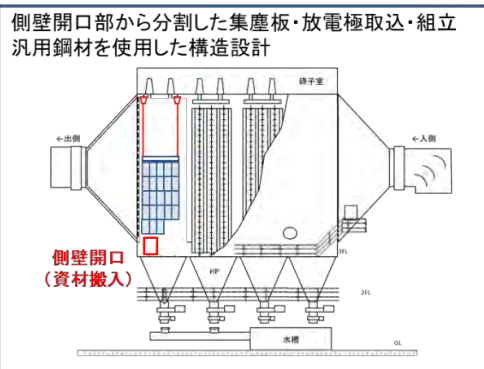 側壁開口部から分割した集塵板・放電極取込・組立
汎用鋼材を使用した構造設計
碍子室
←出側
←入側
側壁開口
（資材搬入）
3FL
HP
2FL
水槽
GL